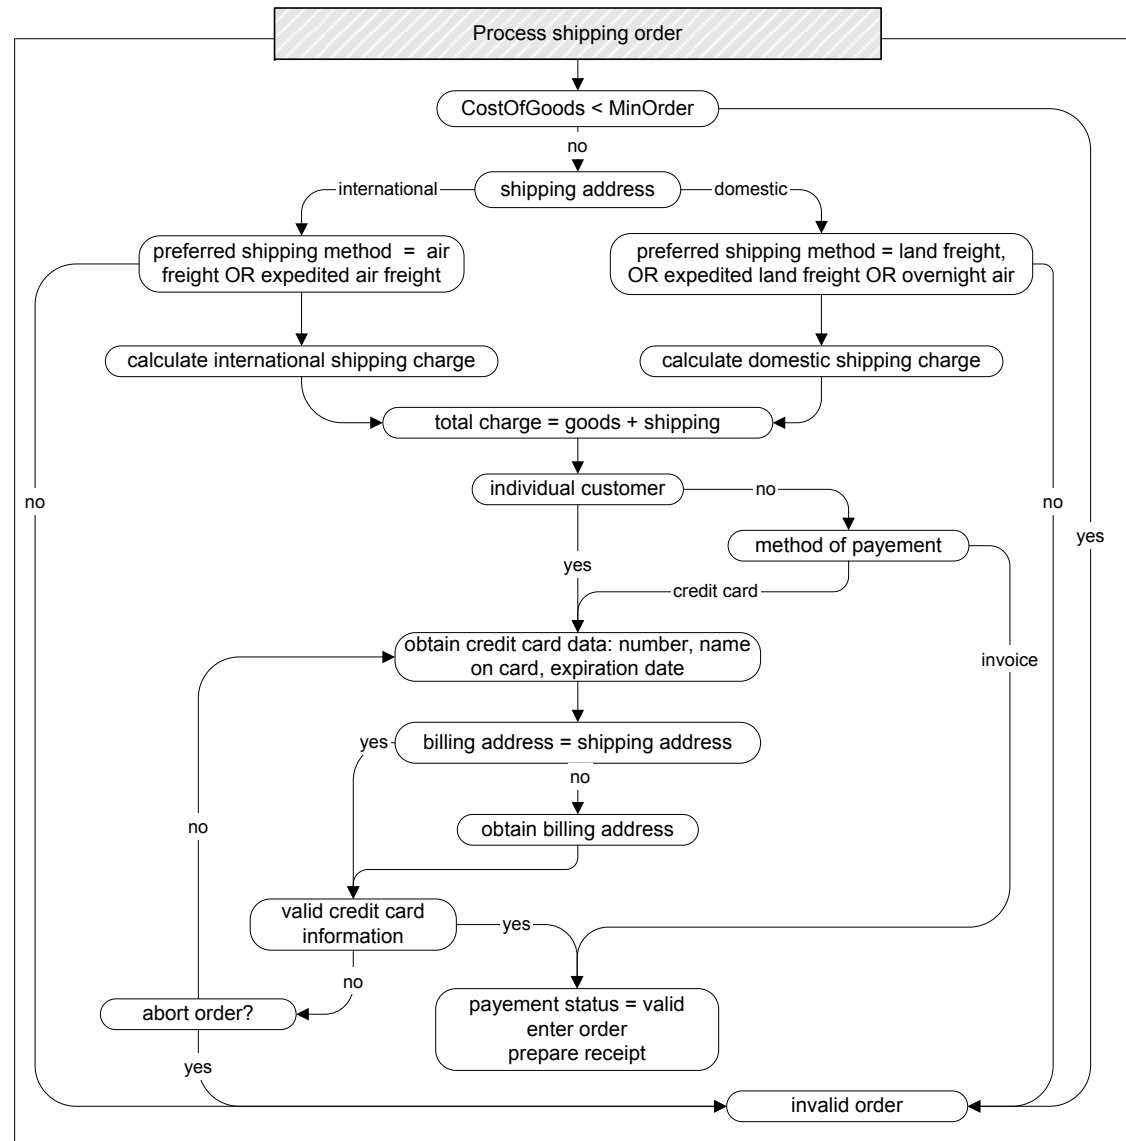 Process shipping order
CostOfGoods < MinOrder
no
international
shipping address
domestic
preferred shipping method = air
freight OR expedited air freight
preferred shipping method = land freight,
OR expedited land freight OR overnight air
calculate international shipping charge
calculate domestic shipping charge
total charge = goods + shipping
individual customer
no
no
no
method of payement
yes
yes
credit card
obtain credit card data: number, name
on card, expiration date
invoice
yes
billing address = shipping address
no
no
obtain billing address
valid credit card
information
yes
no
abort order?
payement status = valid
enter order
prepare receipt
yes
invalid order